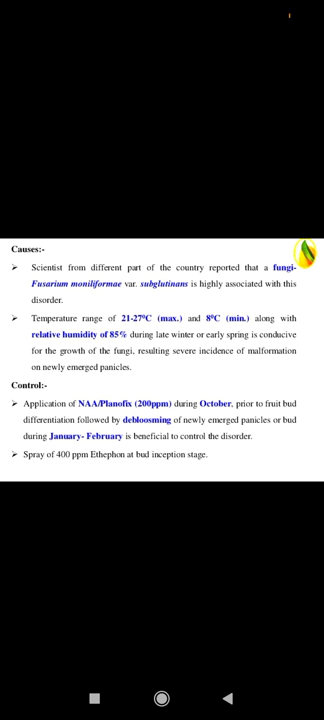 Causes:-
➢ Scientist from different part of the country reported that a fungi-
Fusarium moniliformae var. subglutinans is highly associated with this
disorder.
➢ Temperature range of 21-27⁰C (max.) and 8⁰C (min.) along with
relative humidity of 85% during late winter or early spring is conducive
for the growth of the fungi, resulting severe incidence of malformation
on newly emerged panicles.
Control:-
➢ Application of NAA/Planofix (200ppm) during October, prior to fruit bud
differentiation followed by debloosming of newly emerged panicles or bud
during January- February is beneficial to control the disorder.
➢ Spray of 400 ppm Ethephon at bud inception stage.